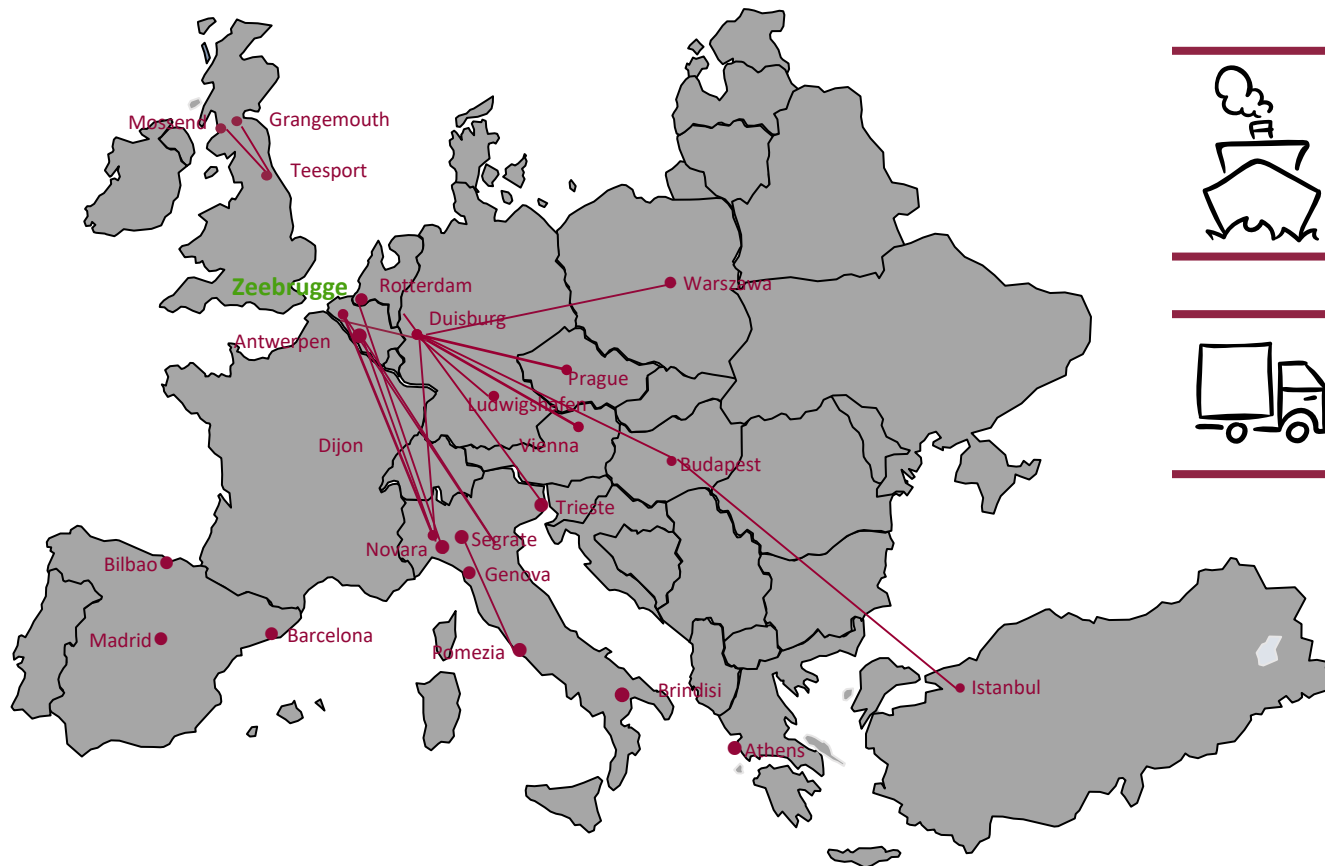 Mossend
Grangemouth
Teesport
Zeebrugge
Rotterdam
Warszawa
Duisburg
Antwerpen
Prague
Ludwigshafen
Dijon
Vienna
Budapest
Trieste
Novara
Segrate
Bilbao
Genova
Madrid
Barcelona
Pomezia
Brindisi
Istanbul
Athens